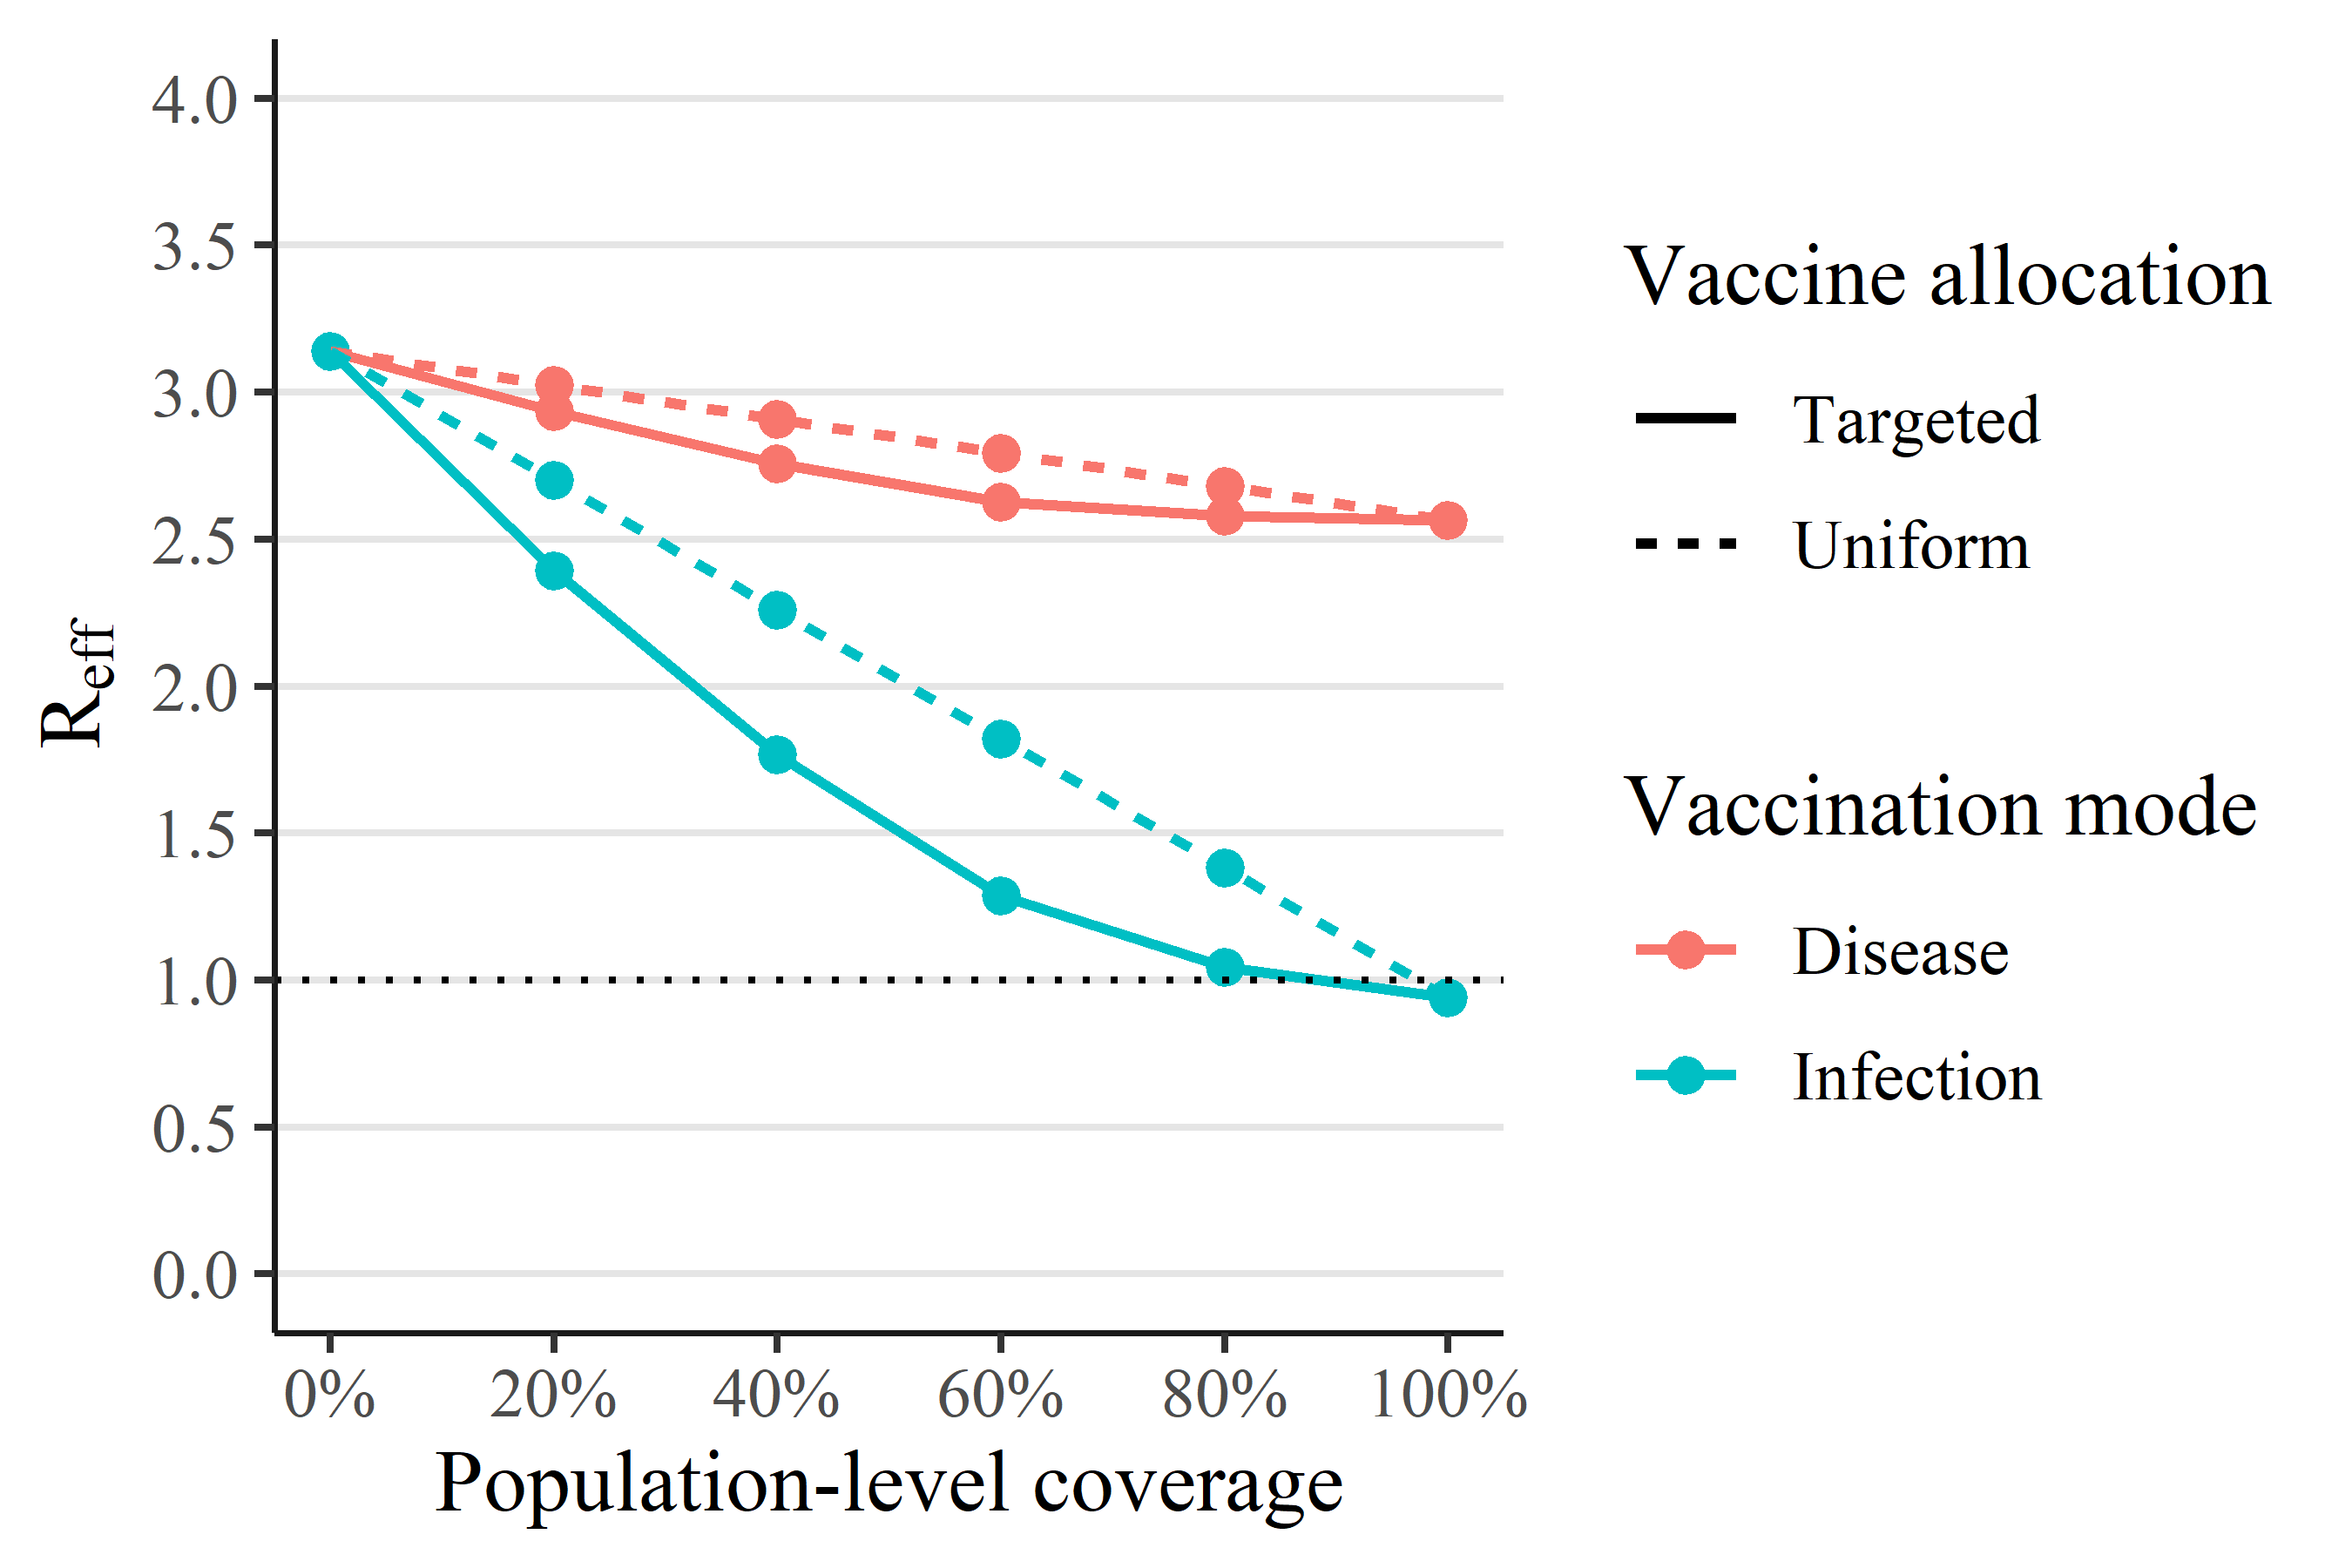 4.0
3.5
3.0
2.5
2.0
1.5
1.0
0.5
0.0
Reff
0% 20% 40% 60% 80% 100%
Population-level coverage
Vaccine allocation
Targeted
Uniform
Vaccination mode
Disease
Infection